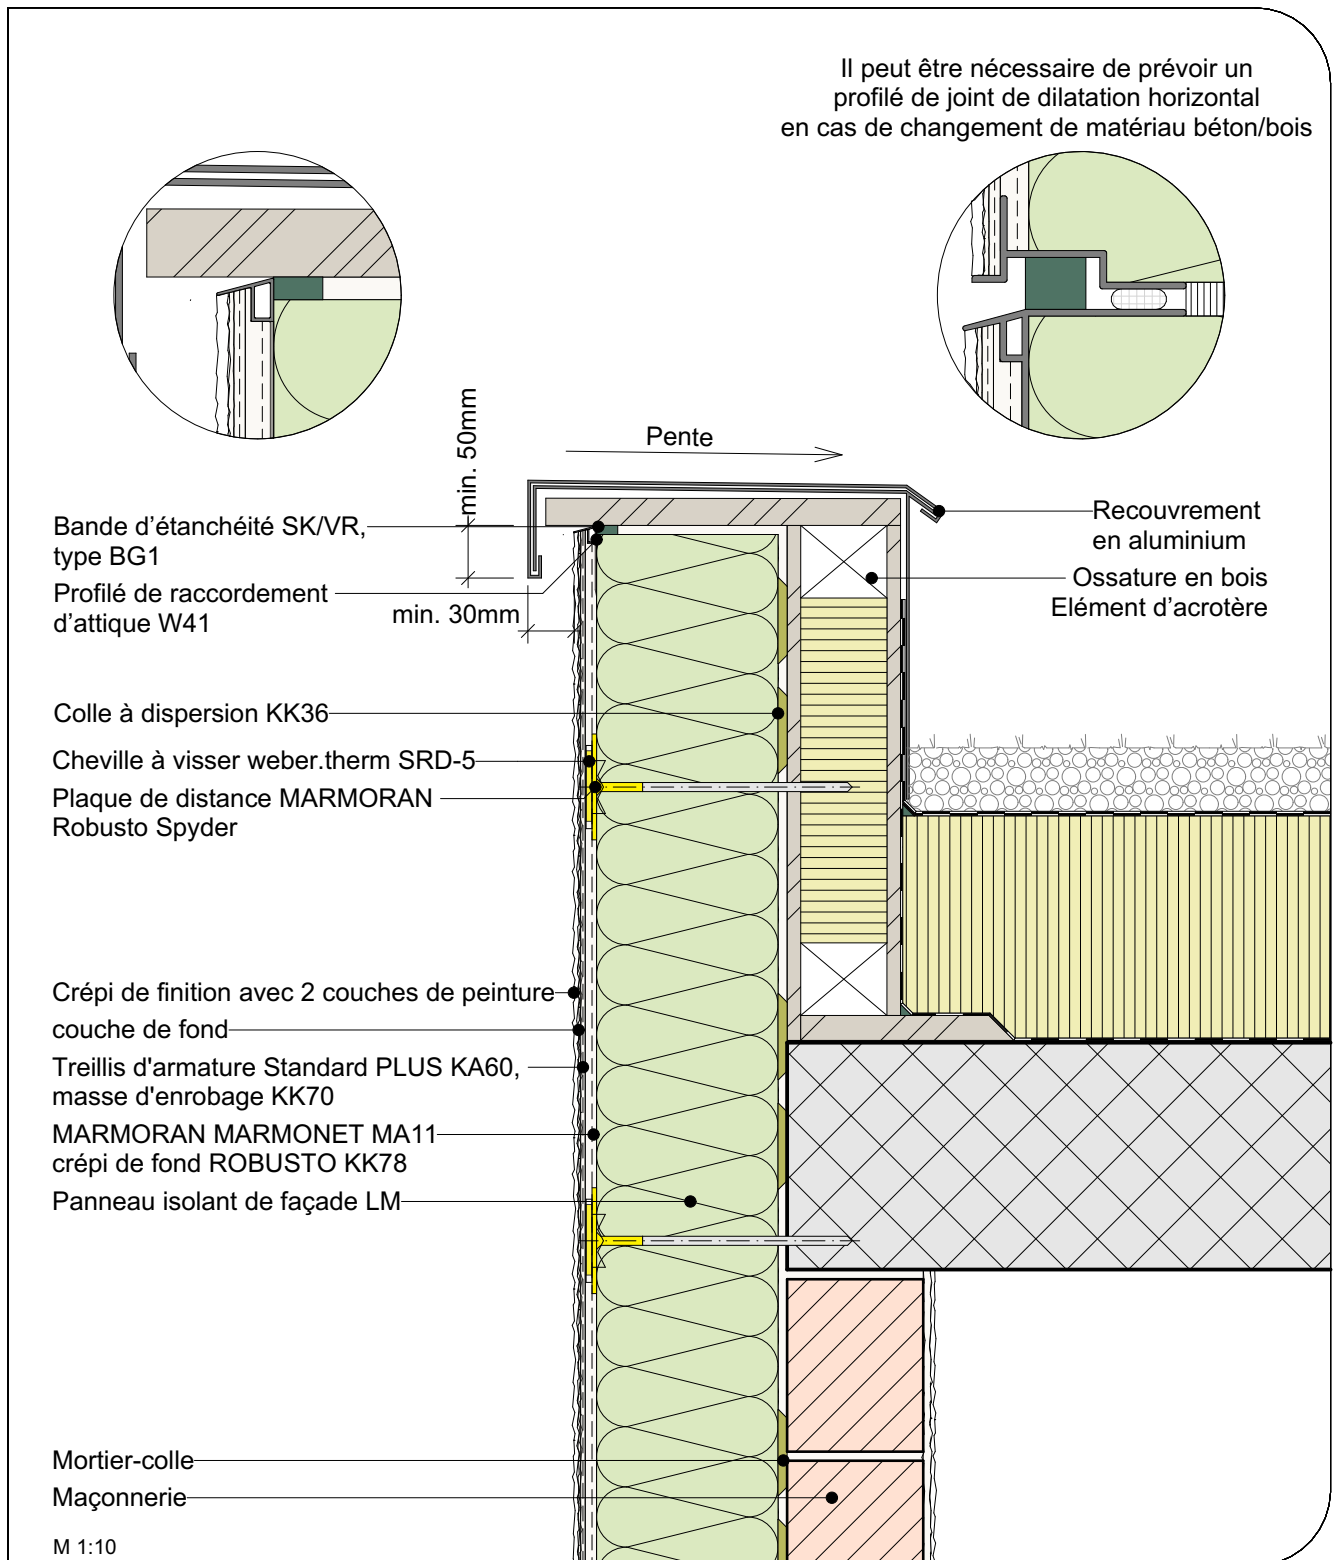 Il peut être nécessaire de prévoir un
profilé de joint de dilatation horizontal
en cas de changement de matériau béton/bois
min. 50mm
Pente
Bande d'étanchéité SK/VR,
type BG1
Profilé de raccordement
d'attique W41
min. 30mm
Recouvrement
en aluminium
Ossature en bois
Elément d'acrotère
Colle à dispersion KK36
Cheville à visser weber.therm SRD-5
Plaque de distance MARMORAN
Robusto Spyder
Crépi de finition avec 2 couches de peinture
couche de fond
Treillis d'armature Standard PLUS KA60,
masse d'enrobage KK70
MARMORAN MARMONET MA11
crépi de fond ROBUSTO KK78
Panneau isolant de façade LM
Mortier-colle
Maçonnerie
M 1:10